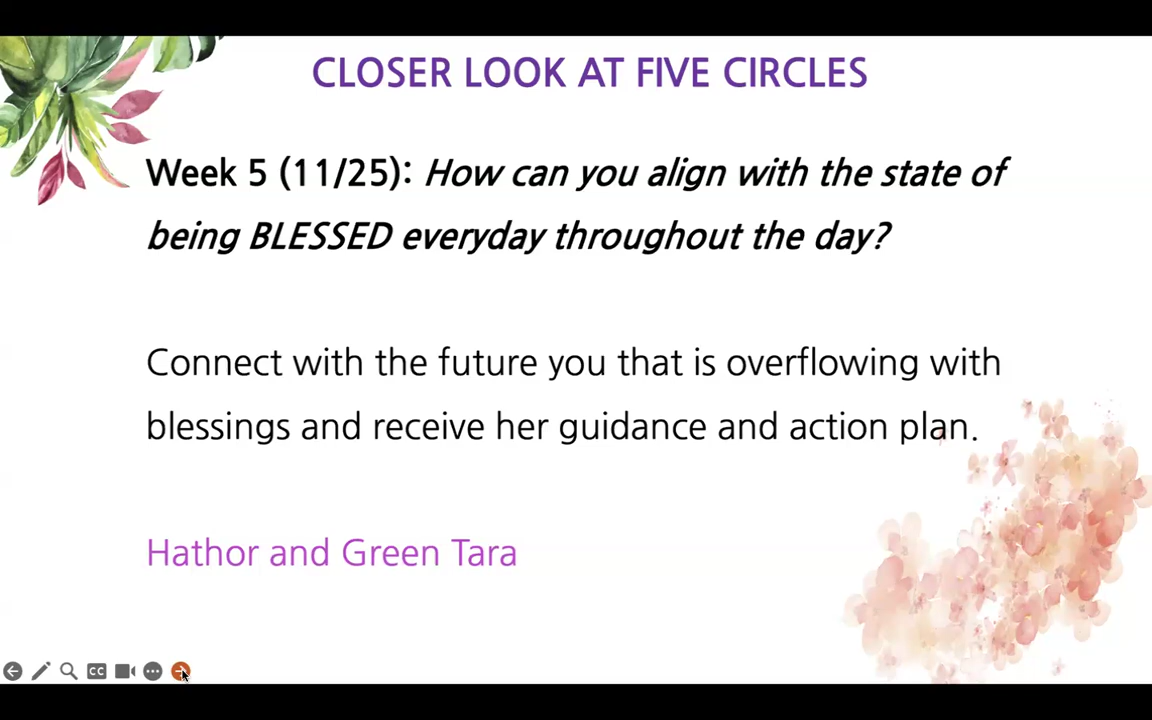 CLOSER LOOK AT FIVE CIRCLES
Week 5 (11/25): How can you align with the state of
being BLESSED everyday throughout the day?
Connect with the future you that is overflowing with
blessings and receive her guidance and action plan.
Hathor and Green Tara
CC